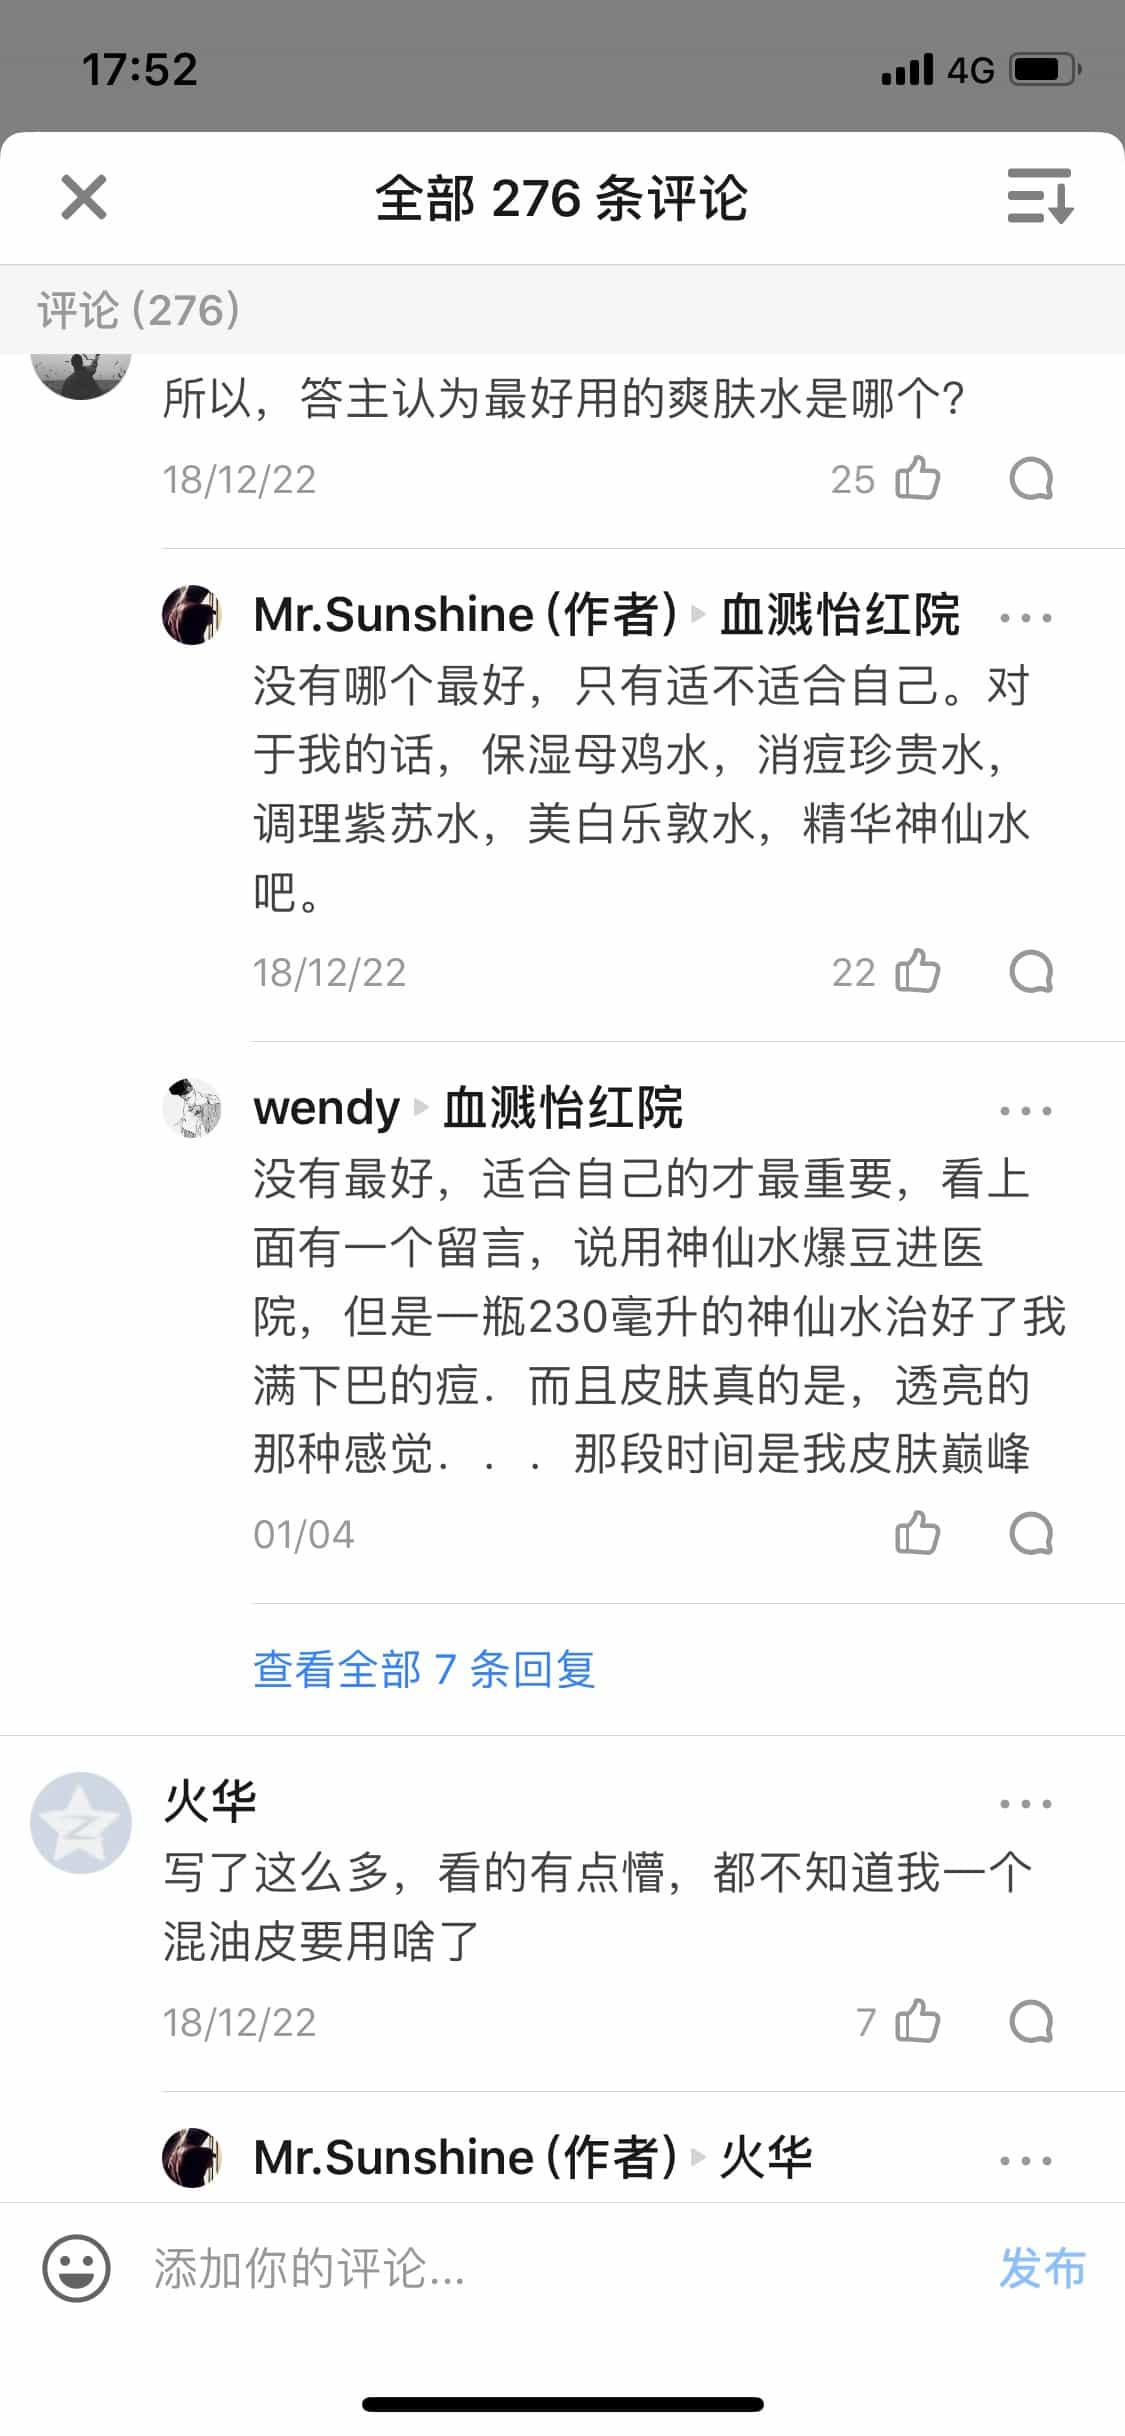 17:52
4G
全部 276 条评论
评论 (276)
所以，答主认为最好用的爽肤水是哪个?
18/12/22
25
Mr.Sunshine (作者) ▸ 血溅怡红院
没有哪个最好，只有适不适合自己。对
于我的话，保湿母鸡水，消痘珍贵水，
调理紫苏水，美白乐敦水，精华神仙水
吧。
18/12/22
22
wendy ▸ 血溅怡红院
没有最好，适合自己的才最重要，看上
面有一个留言，说用神仙水爆豆进医
院，但是一瓶230毫升的神仙水治好了我
满下巴的痘．而且皮肤真的是，透亮的
那种感觉．．．那段时间是我皮肤巅峰
01/04
查看全部 7 条回复
火华
写了这么多，看的有点懵，都不知道我一个
混油皮要用啥了
18/12/22
7
Mr.Sunshine (作者) ▸ 火华
添加你的评论...
发布